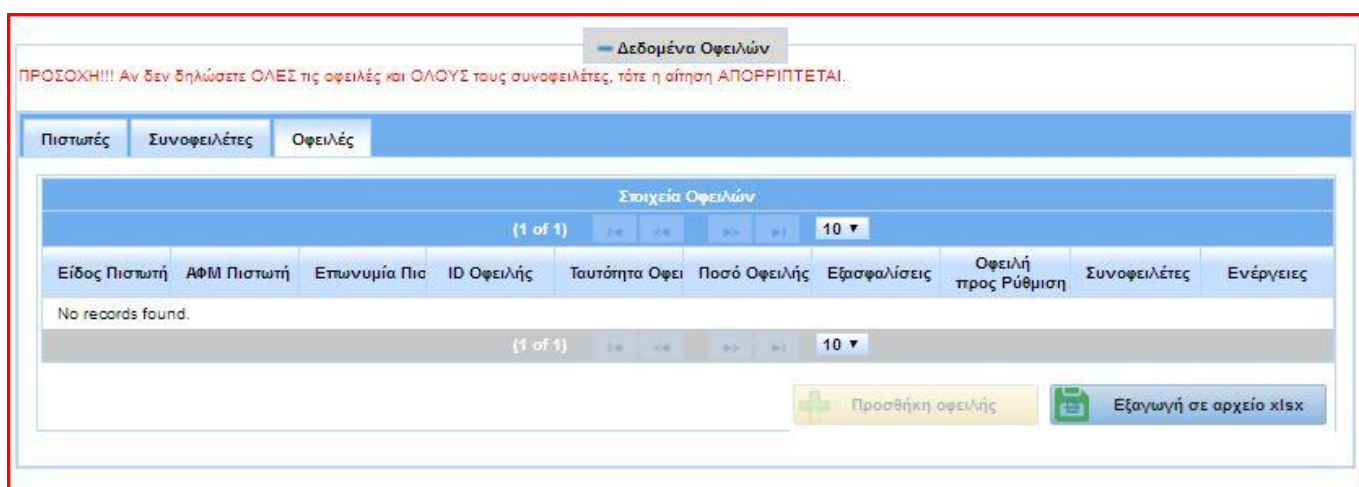 Δεδομένα Οφειλών
ΠΡΟΣΟΧΗ!!! Αν δεν δηλώσετε ΟΛΕΣ τις οφειλές και ΟΛΟΥΣ τους συνοφειλέτες, τότε η αίτηση ΑΠΟΡΡΙΠΤΕΤΑΙ.
Πιστωτές Συνοφειλέτες Οφειλές
Στοιχεία Οφειλών
(1 of 1) 10
Είδος Πιστωτή ΑΦΜ Πιστωτή Επωνυμία Πισ ID Οφειλής Ταυτότητα Οφει Ποσό Οφειλής Εξασφαλίσεις Οφειλή προς Ρύθμιση Συνοφειλέτες Ενέργειες
No records found.
(1 of 1) 10
Προσθήκη οφειλής Εξαγωγή σε αρχείο xlsx